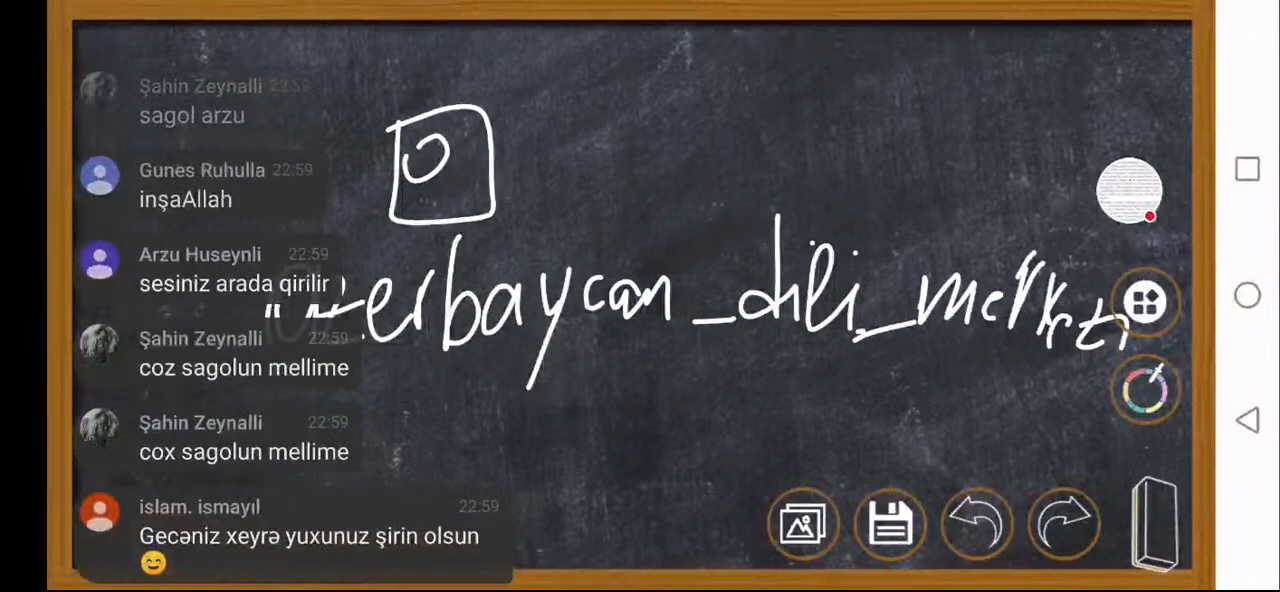 Şahin Zeynalli 22:59
sagol arzu
Gunes Ruhulla 22:59
inşaAllah
Arzu Huseynli 22:59
sesiniz arada qirilir
Şahin Zeynalli 22:59
coz sagolun mellime
Şahin Zeynalli 22:59
cox sagolun mellime
islam. ismayıl 22:59
Gecəniz xeyrə yuxunuz şirin olsun
😊